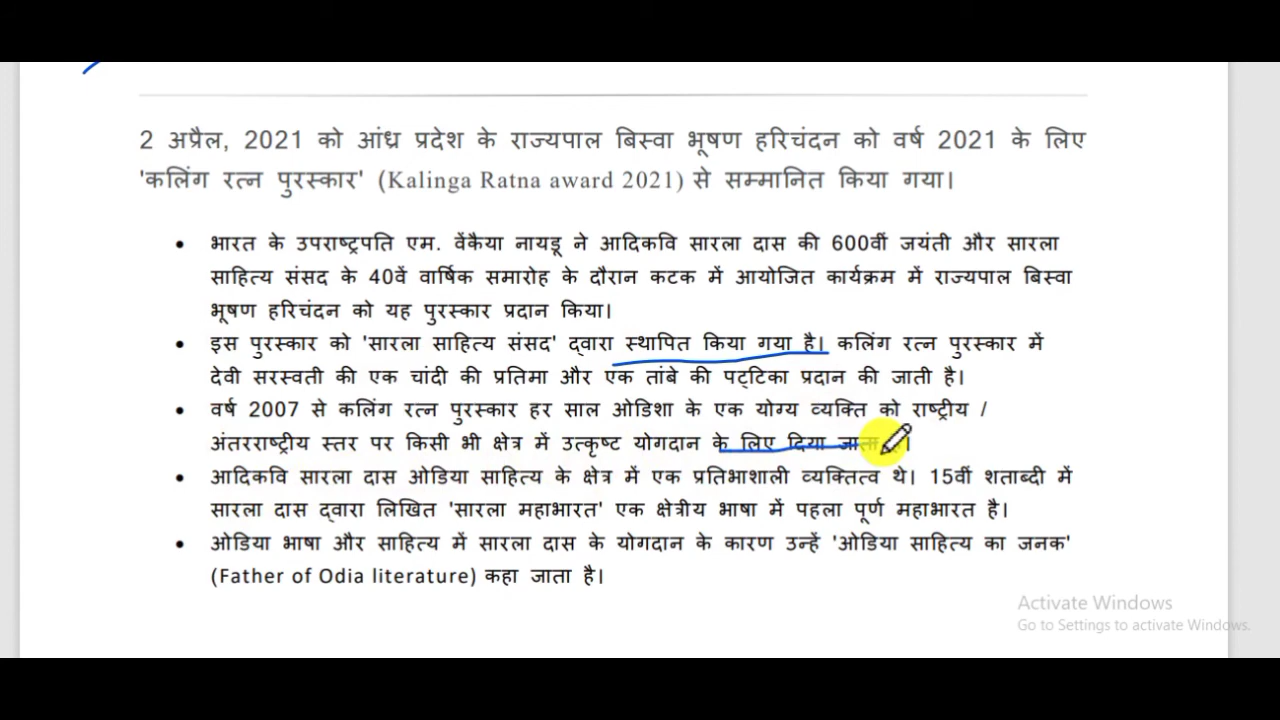 2 अप्रैल, 2021 को आंध्र प्रदेश के राज्यपाल बिस्वा भूषण हरिचंदन को वर्ष 2021 के लिए
'कलिंग रत्न पुरस्कार' (Kalinga Ratna award 2021) से सम्मानित किया गया।
• भारत के उपराष्ट्रपति एम. वेंकैया नायडू ने आदिकवि सारला दास की 600वीं जयंती और सारला
साहित्य संसद के 40वें वार्षिक समारोह के दौरान कटक में आयोजित कार्यक्रम में राज्यपाल बिस्वा
भूषण हरिचंदन को यह पुरस्कार प्रदान किया।
• इस पुरस्कार को 'सारला साहित्य संसद' द्वारा स्थापित किया गया है। कलिंग रत्न पुरस्कार में
देवी सरस्वती की एक चांदी की प्रतिमा और एक तांबे की पट्टिका प्रदान की जाती है।
• वर्ष 2007 से कलिंग रत्न पुरस्कार हर साल ओडिशा के एक योग्य व्यक्ति को राष्ट्रीय /
अंतरराष्ट्रीय स्तर पर किसी भी क्षेत्र में उत्कृष्ट योगदान के लिए दिया जाता
• आदिकवि सारला दास ओडिया साहित्य के क्षेत्र में एक प्रतिभाशाली व्यक्तित्व थे। 15वीं शताब्दी में
सारला दास द्वारा लिखित 'सारला महाभारत' एक क्षेत्रीय भाषा में पहला पूर्ण महाभारत है।
• ओडिया भाषा और साहित्य में सारला दास के योगदान के कारण उन्हें 'ओडिया साहित्य का जनक'
(Father of Odia literature) कहा जाता है।
Activate Windows
Go to Settings to activate Windows.